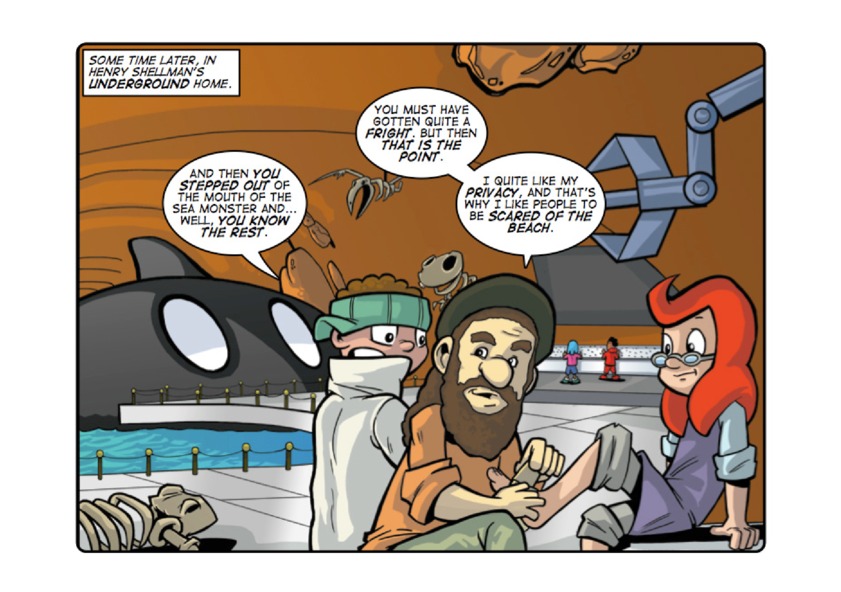 SOME TIME LATER, IN
HENRY SHELLMAN'S
UNDERGROUND HOME.
AND THEN YOU
STEPPED OUT OF
THE MOUTH OF THE
SEA MONSTER AND...
WELL, YOU KNOW
THE REST.
YOU MUST HAVE
GOTTEN QUITE A
FRIGHT. BUT THEN
THAT IS THE
POINT.
I QUITE LIKE MY
PRIVACY, AND THAT'S
WHY I LIKE PEOPLE TO
BE SCARED OF THE
BEACH.